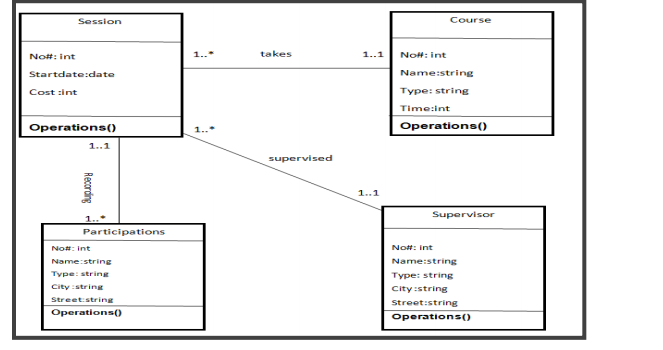 Session
No#: int
Startdate:date
Cost :int
Operations()
1..* takes 1..1
Course
No#: int
Name:string
Type: string
Time:int
Operations()
1..*
supervised
1..1
1..1
Recording
1..*
Participations
No#: int
Name:string
Type: string
City :string
Street:string
Operations()
Supervisor
No#: int
Name:string
Type: string
City :string
Street:string
Operations()